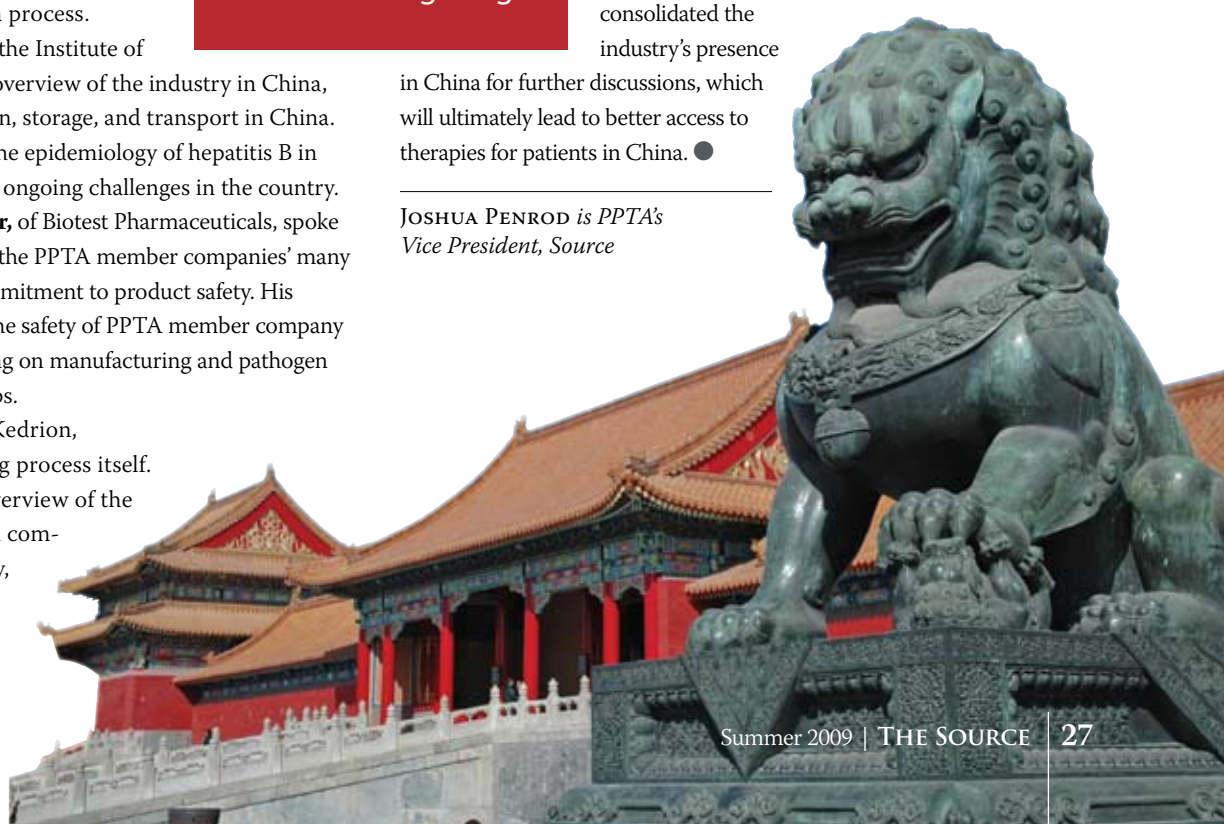 process.
the Institute of
overview of the industry in China,
n, storage, and transport in China.
he epidemiology of hepatitis B in
ongoing challenges in the country.
r, of Biotest Pharmaceuticals, spoke
the PPTA member companies’ many
mmitment to product safety. His
he safety of PPTA member company
ng on manufacturing and pathogen
os.
Kedrion,
g process itself.
verview of the
com-
y,
consolidated the
industry’s presence
in China for further discussions, which
will ultimately lead to better access to
therapies for patients in China. ●
Joshua Penrod is PPTA’s
Vice President, Source
Summer 2009 | The Source 27